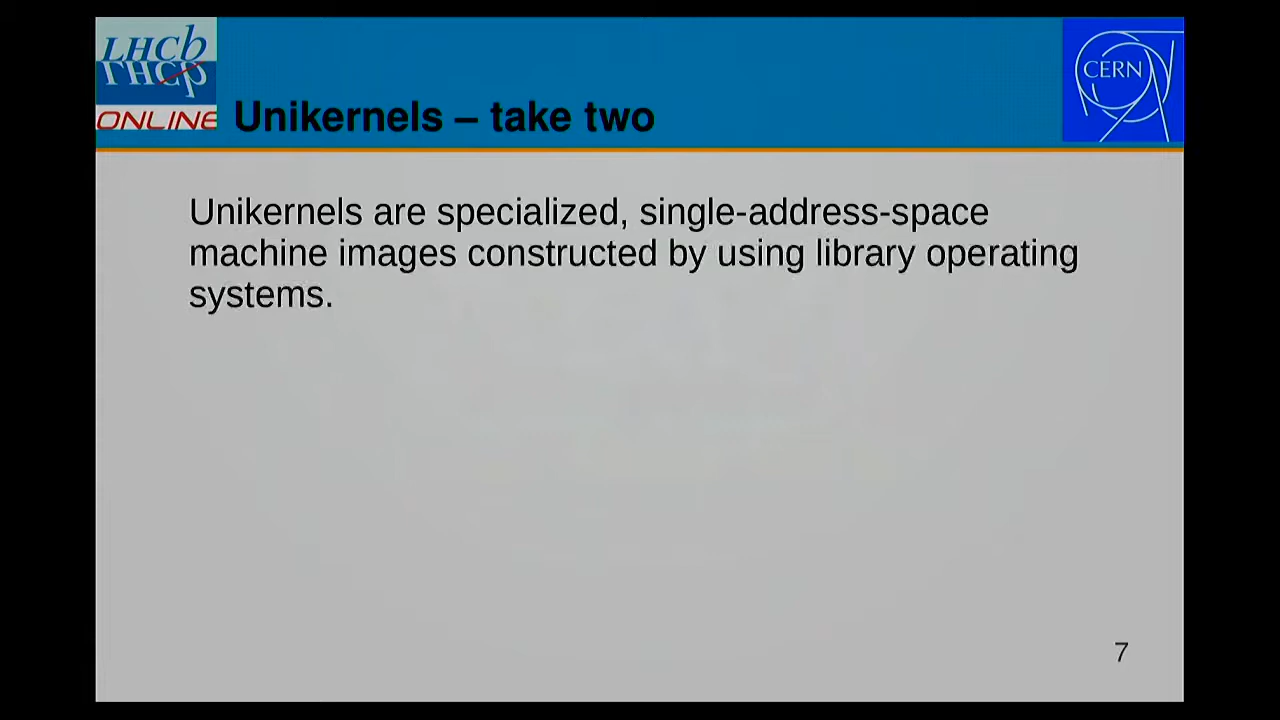 LHCb
ONLINE
CERN
Unikernels – take two
Unikernels are specialized, single-address-space
machine images constructed by using library operating
systems.
7